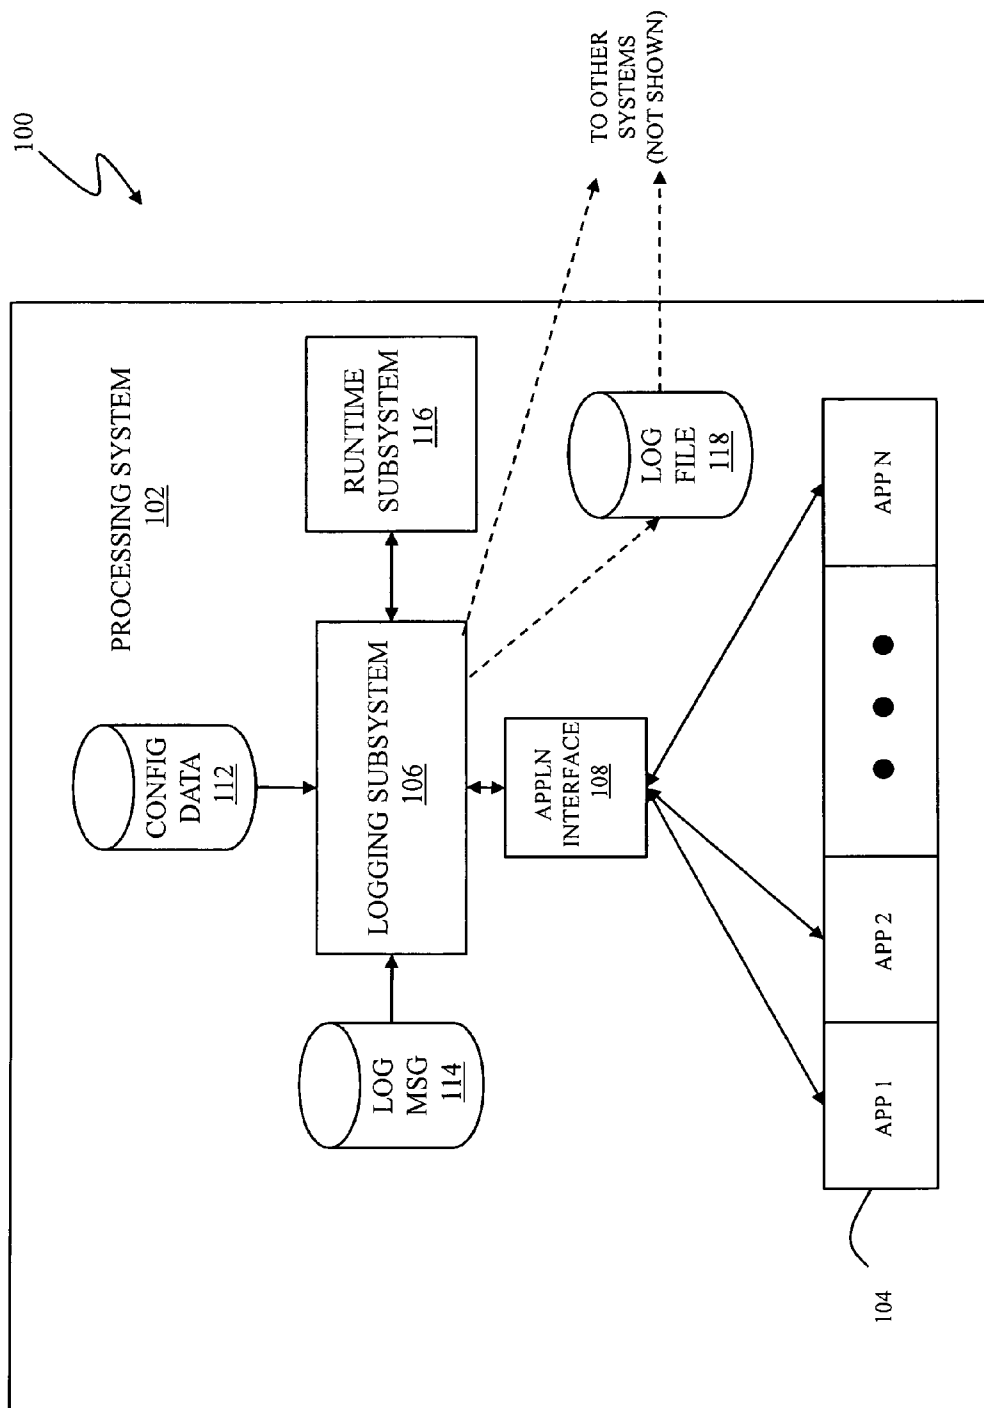 100
PROCESSING SYSTEM
102
CONFIG
DATA
112
LOG
MSG
114
LOGGING SUBSYSTEM
106
RUNTIME
SUBSYSTEM
116
TO OTHER
SYSTEMS
(NOT SHOWN)
APPLN
INTERFACE
108
LOG
FILE
118
APP 1
APP 2
APP N
104